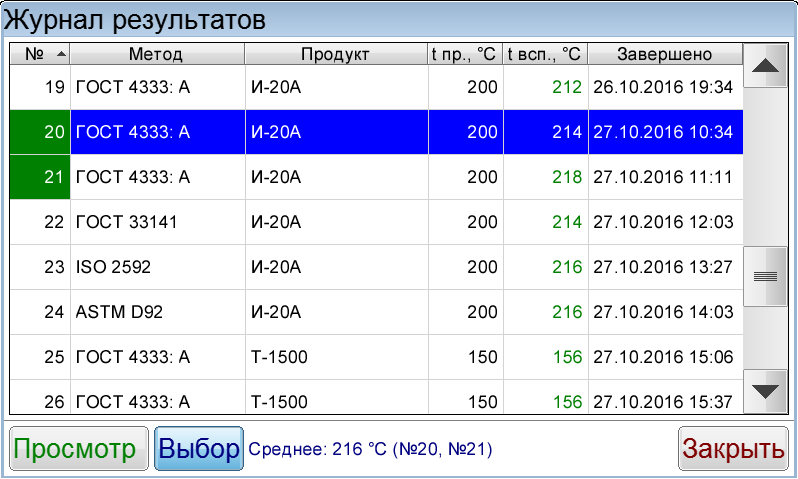 Журнал результатов
№ Метод Продукт t пр., °C t всп., °C Завершено
19 ГОСТ 4333: А И-20А 200 212 26.10.2016 19:34
20 ГОСТ 4333: А И-20А 200 214 27.10.2016 10:34
21 ГОСТ 4333: А И-20А 200 218 27.10.2016 11:11
22 ГОСТ 33141 И-20А 200 214 27.10.2016 12:03
23 ISO 2592 И-20А 200 216 27.10.2016 13:27
24 ASTM D92 И-20А 200 216 27.10.2016 14:03
25 ГОСТ 4333: А Т-1500 150 156 27.10.2016 15:06
26 ГОСТ 4333: А Т-1500 150 156 27.10.2016 15:37
Просмотр Выбор Среднее: 216 °C (№20, №21) Закрыть